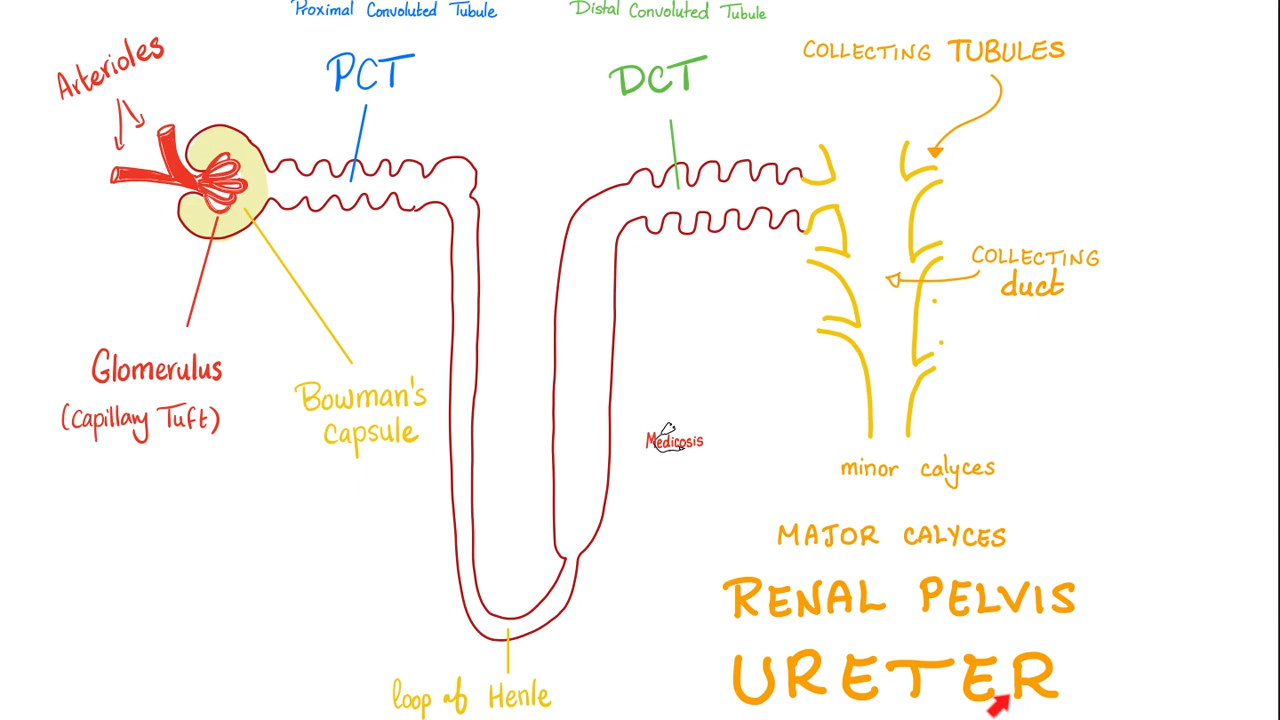 Proximal Convoluted Tubule
Distal Convoluted Tubule
Arterioles
PCT
DCT
COLLECTING TUBULES
COLLECTING
duct
Glomerulus
(Capillary Tuft)
Bowman's
capsule
Medicosis
minor calyces
MAJOR CALYCES
RENAL PELVIS
URETER
loop of Henle